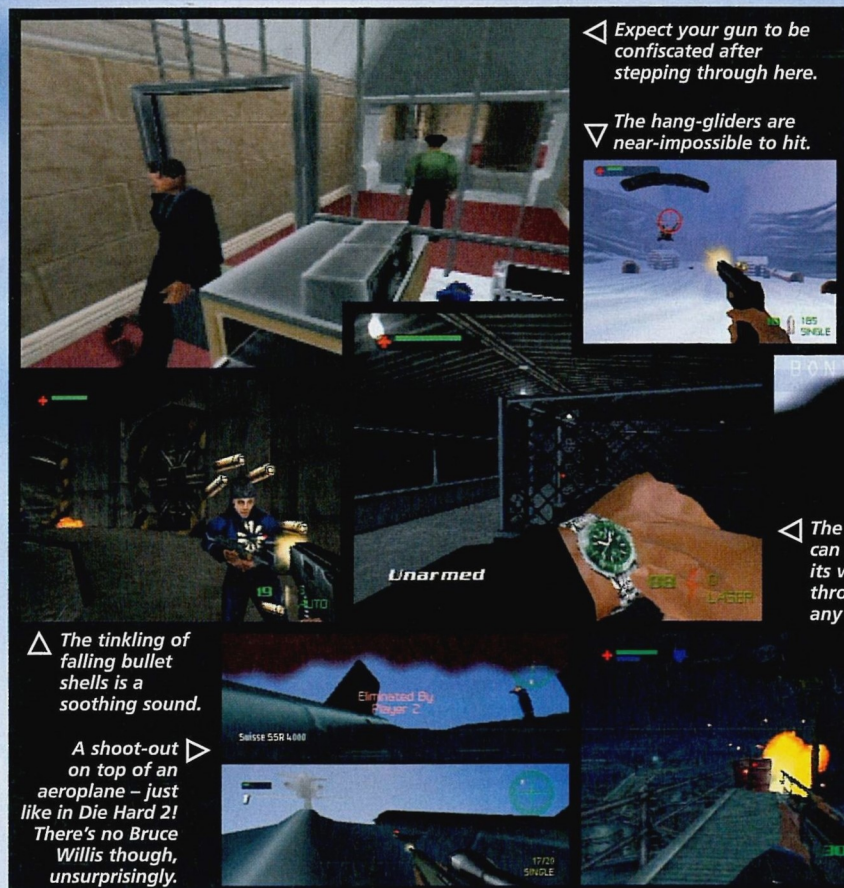 Expect your gun to be
confiscated after
stepping through here.
The hang-gliders are
near-impossible to hit.
185
SINGLE
BON
Unarmed
LASER
19
AUTO
The
can
its w
thro
any
The tinkling of
falling bullet
shells is a
soothing sound.
Eliminated By
Player 2
Suisse SSR 4000
A shoot-out
on top of an
aeroplane – just
like in Die Hard 2!
There's no Bruce
Willis though,
unsurprisingly.
17/20
SINGLE
30